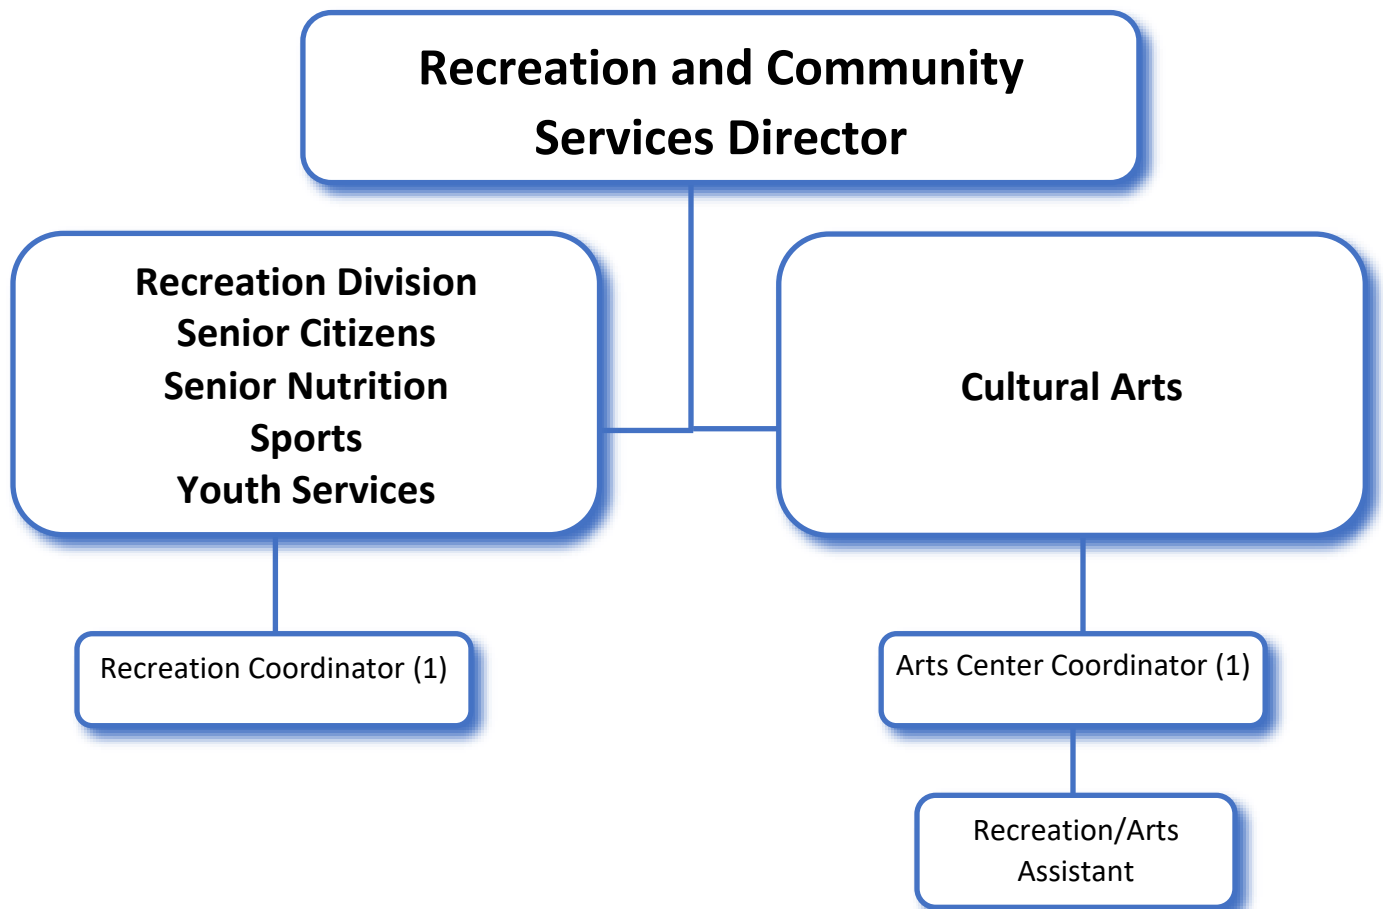 Recreation and Community
Services Director
Recreation Division
Senior Citizens
Senior Nutrition
Sports
Youth Services
Cultural Arts
Recreation Coordinator (1)
Arts Center Coordinator (1)
Recreation/Arts
Assistant